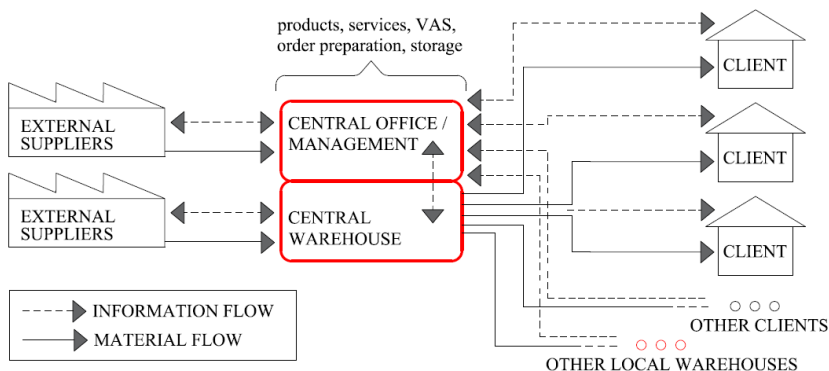 products, services, VAS,
order preparation, storage
CLIENT
EXTERNAL
SUPPLIERS
CENTRAL OFFICE /
MANAGEMENT
CLIENT
EXTERNAL
SUPPLIERS
CENTRAL
WAREHOUSE
CLIENT
INFORMATION FLOW
MATERIAL FLOW
OTHER CLIENTS
OTHER LOCAL WAREHOUSES